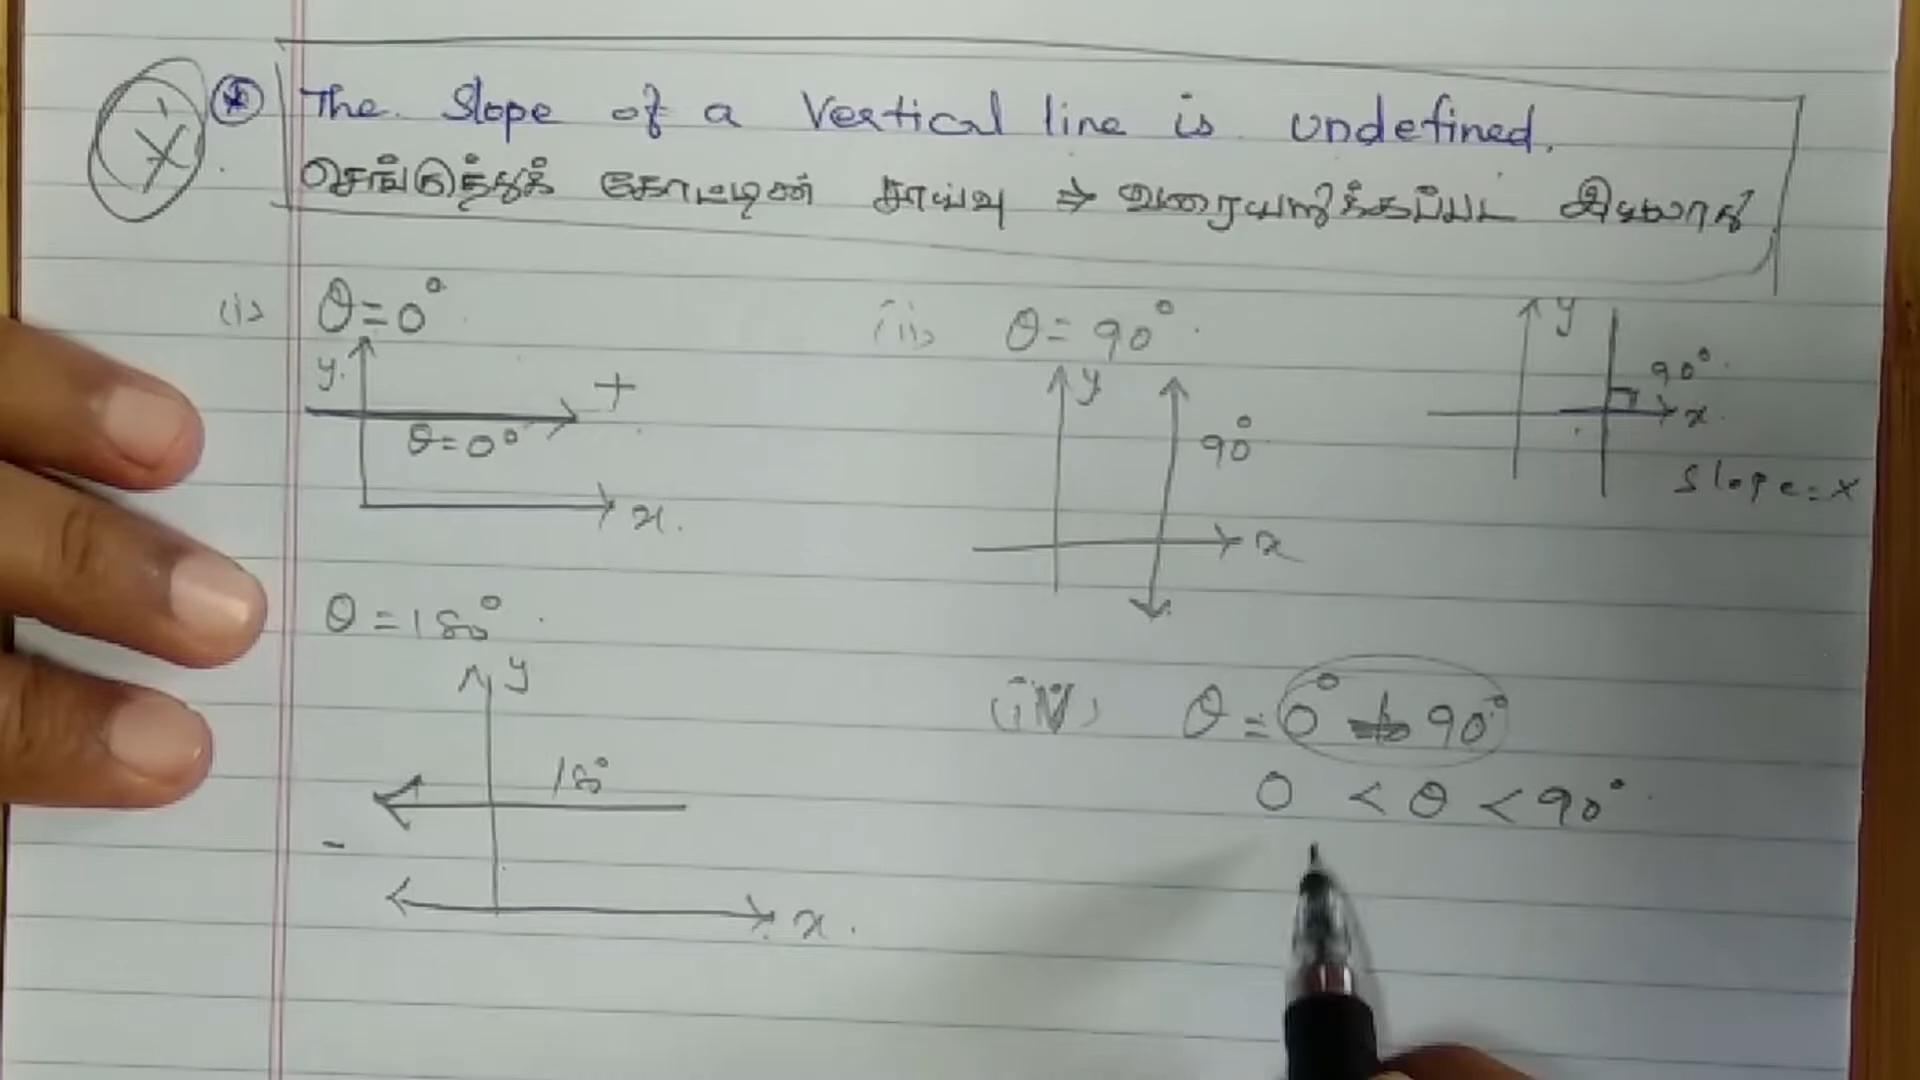 The Slope of a Vertical line is undefined.
செங்குத்துக் கோட்டின் சாய்வு ⇒ வரையறுக்கப்பட இயலாது
(i) θ=0°
y
+
θ=0°
x.
(ii) θ=90°
y
90°
x
y
90°
x
Slope=x
θ=180°
y
180°
-
x.
(iv) θ=0° to 90°
0 < θ < 90°